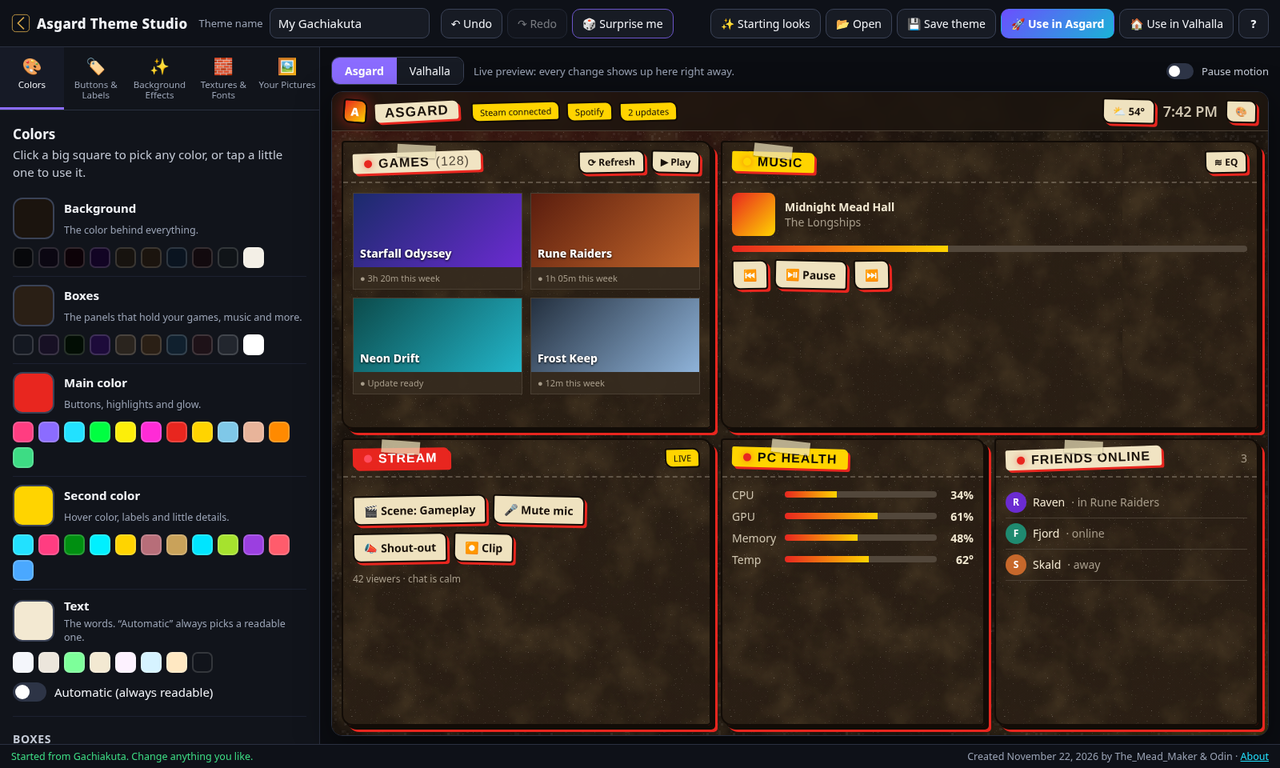 Asgard Theme Studio
Theme name
My Gachiakuta
Undo
Redo
Surprise me
Starting looks
Open
Save theme
Use in Asgard
Use in Valhalla
?
Colors
Buttons & Labels
Background Effects
Textures & Fonts
Your Pictures
Asgard
Valhalla
Live preview: every change shows up here right away.
Pause motion
Colors
Click a big square to pick any color, or tap a little
one to use it.
Background
The color behind everything.
Boxes
The panels that hold your games, music and more.
Main color
Buttons, highlights and glow.
Second color
Hover color, labels and little details.
Text
The words. “Automatic” always picks a readable
one.
Automatic (always readable)
BOXES
A
ASGARD
Steam connected
Spotify
2 updates
54°
7:42 PM
GAMES (128)
Refresh
Play
Starfall Odyssey
● 3h 20m this week
Rune Raiders
● 1h 05m this week
Neon Drift
● Update ready
Frost Keep
● 12m this week
MUSIC
EQ
Midnight Mead Hall
The Longships
Pause
STREAM
LIVE
Scene: Gameplay
Mute mic
Shout-out
Clip
42 viewers · chat is calm
PC HEALTH
CPU 34%
GPU 61%
Memory 48%
Temp 62°
FRIENDS ONLINE
3
R Raven · in Rune Raiders
F Fjord · online
S Skald · away
Started from Gachiakuta. Change anything you like.
Created November 22, 2026 by The_Mead_Maker & Odin · About